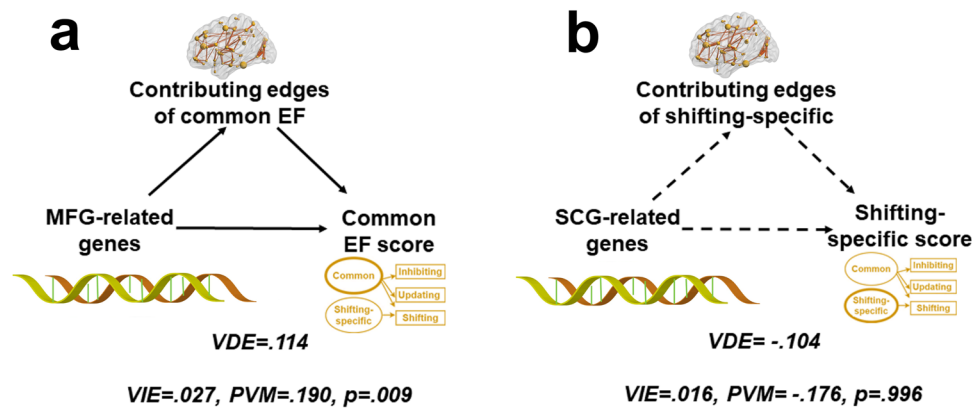 a
Contributing edges
of common EF
MFG-related
genes
Common
EF score
Common
Inhibiting
Updating
Shifting-
specific
Shifting
VDE=.114
VIE=.027, PVM=.190, p=.009
b
Contributing edges
of shifting-specific
SCG-related
genes
Shifting-
specific score
Common
Inhibiting
Updating
Shifting-
specific
Shifting
VDE= -.104
VIE=.016, PVM= -.176, p=.996